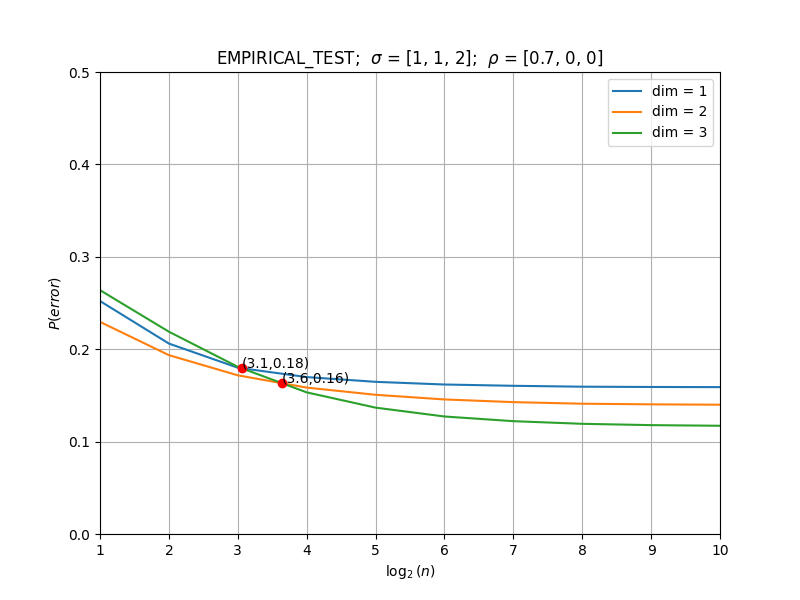 EMPIRICAL_TEST; σ = [1, 1, 2]; ρ = [0.7, 0, 0]
dim = 1
dim = 2
dim = 3
0.5
0.4
0.3
0.2
0.1
0.0
P(error)
(3.1,0.18)
(3.6,0.16)
1 2 3 4 5 6 7 8 9 10
log₂(n)